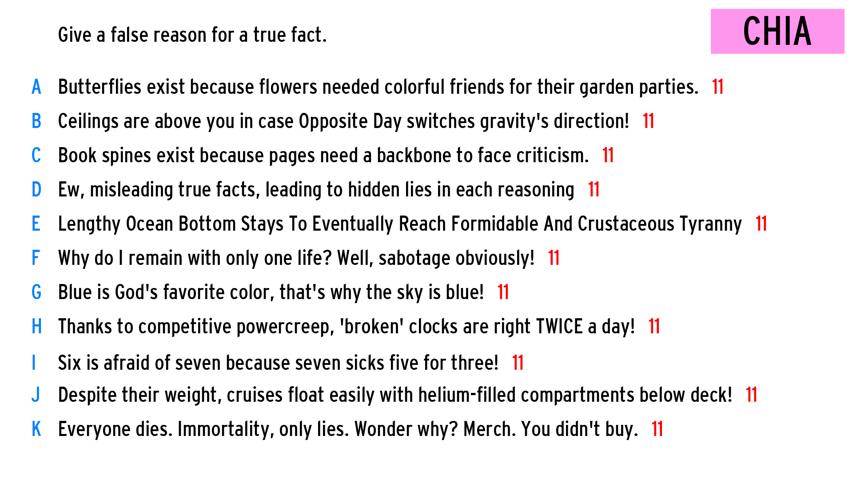 Give a false reason for a true fact.
CHIA
A Butterflies exist because flowers needed colorful friends for their garden parties. 11
B Ceilings are above you in case Opposite Day switches gravity's direction! 11
C Book spines exist because pages need a backbone to face criticism. 11
D Ew, misleading true facts, leading to hidden lies in each reasoning 11
E Lengthy Ocean Bottom Stays To Eventually Reach Formidable And Crustaceous Tyranny 11
F Why do I remain with only one life? Well, sabotage obviously! 11
G Blue is God's favorite color, that's why the sky is blue! 11
H Thanks to competitive powercreep, 'broken' clocks are right TWICE a day! 11
I Six is afraid of seven because seven sicks five for three! 11
J Despite their weight, cruises float easily with helium-filled compartments below deck! 11
K Everyone dies. Immortality, only lies. Wonder why? Merch. You didn't buy. 11